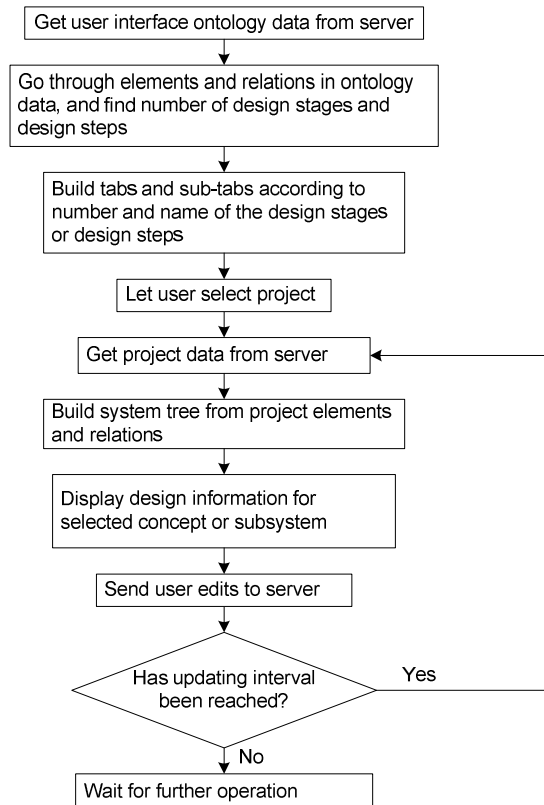 Get user interface ontology data from server
Go through elements and relations in ontology
data, and find number of design stages and
design steps
Build tabs and sub-tabs according to
number and name of the design stages
or design steps
Let user select project
Get project data from server
Build system tree from project elements
and relations
Display design information for
selected concept or subsystem
Send user edits to server
Has updating interval
been reached?
Yes
No
Wait for further operation